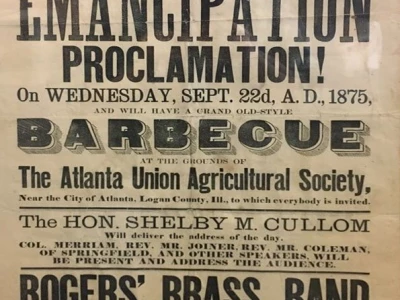 EMANCIPATION
PROCLAMATION!
On WEDNESDAY, SEPT. 22d, A. D., 1875,
AND WILL HAVE A GRAND OLD-STYLE
BARBECUE
AT THE GROUNDS OF
The Atlanta Union Agricultural Society,
Near the City of Atlanta, Logan County, Ill., to which everybody is invited.
The HON. SHELBY M. CULLOM
Will deliver the address of the day.
COL. MERRIAM, REV. MR. JOINER, REV. MR. COLEMAN,
OF SPRINGFIELD, AND OTHER SPEAKERS, WILL
BE PRESENT AND ADDRESS THE AUDIENCE.
ROGERS' BRASS BAND